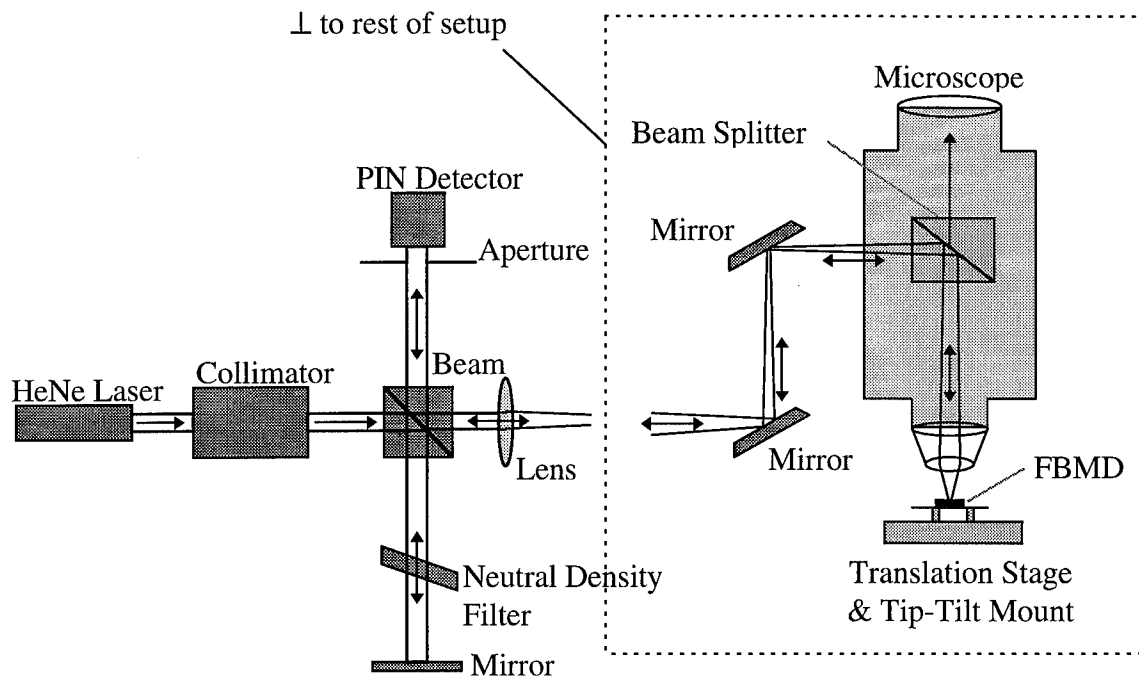 ⊥ to rest of setup
Microscope
Beam Splitter
PIN Detector
Mirror
Aperture
Beam
Collimator
HeNe Laser
Lens
Mirror
FBMD
Neutral Density
Filter
Translation Stage
& Tip-Tilt Mount
Mirror